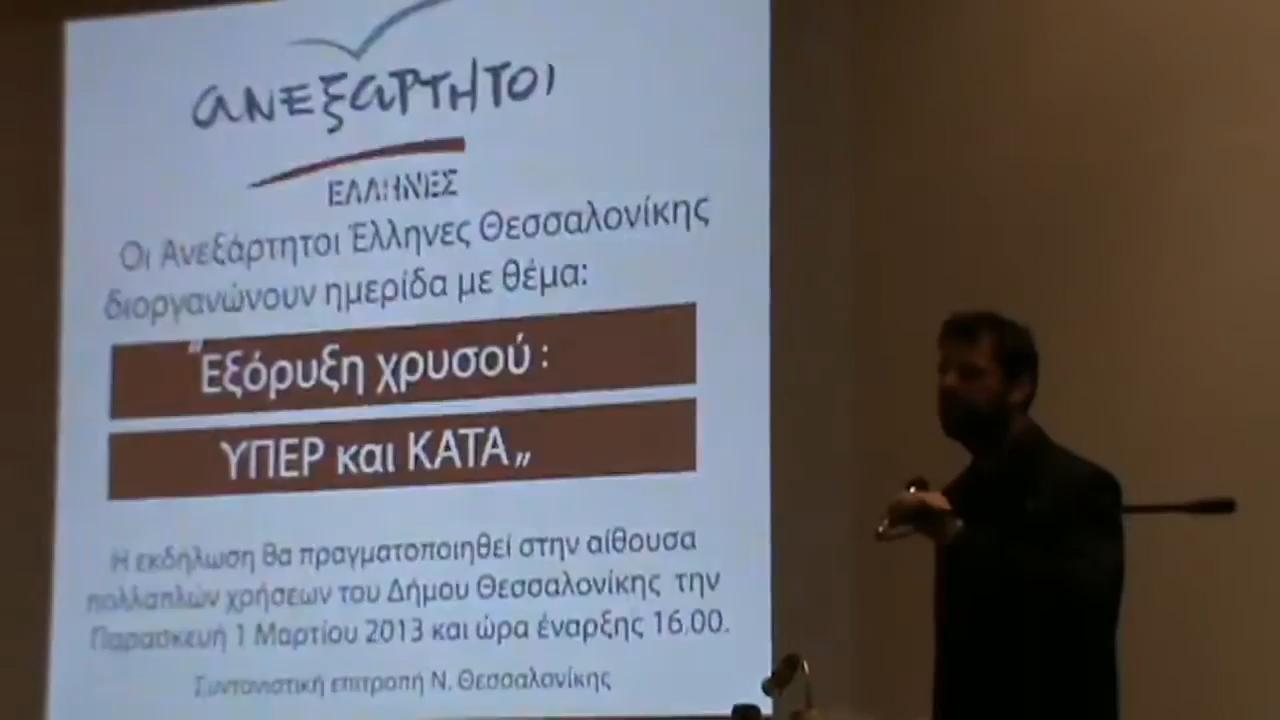 ανεξαρτητοι
ΕΛΛΗΝΕΣ
Οι Ανεξάρτητοι Έλληνες Θεσσαλονίκης
διοργανώνουν ημερίδα με θέμα:
"Εξόρυξη χρυσού :
ΥΠΕΡ και ΚΑΤΑ„
Η εκδήλωση θα πραγματοποιηθεί στην αίθουσα
πολλαπλών χρήσεων του Δήμου Θεσσαλονίκης την
Παρασκευή 1 Μαρτίου 2013 και ώρα έναρξης 16,00.
Συντονιστική επιτροπή Ν. Θεσσαλονίκης